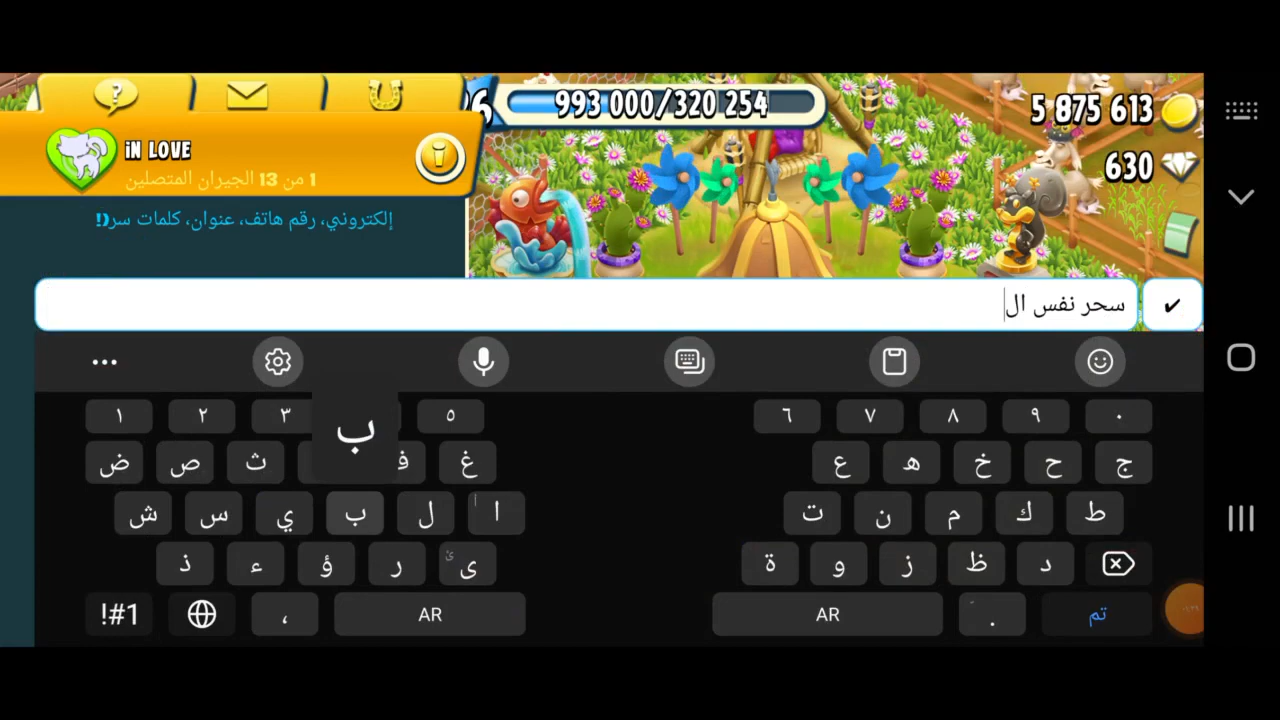 6
993 000/320 254
5 875 613
630
iN LOVE
1 من 13 الجيران المتصلين
إلكتروني، رقم هاتف، عنوان، كلمات سر)!
سحر نفس ال
✓
١ ٢ ٣ ٥ ٦ ٧ ٨ ٩ ٠
ب
ض ص ث ف غ ع ه خ ح ج
ش س ي ب ل ا ت ن م ك ط
ذ ء ؤ ر ى ئ ة و ز ظ د
!#1 ، AR AR . تم